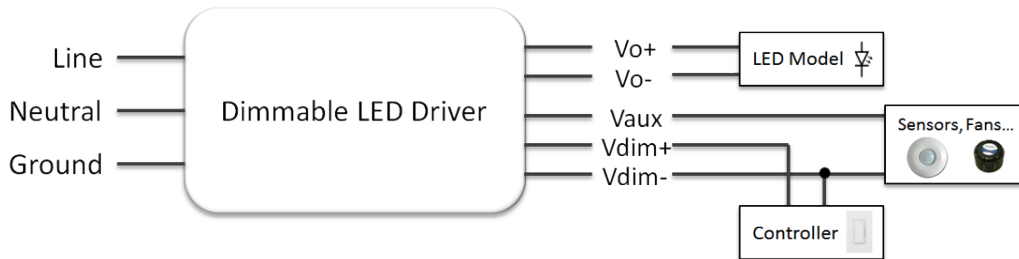 Line
Neutral
Ground
Dimmable LED Driver
Vo+
Vo-
Vaux
Vdim+
Vdim-
LED Model
Sensors, Fans...
Controller